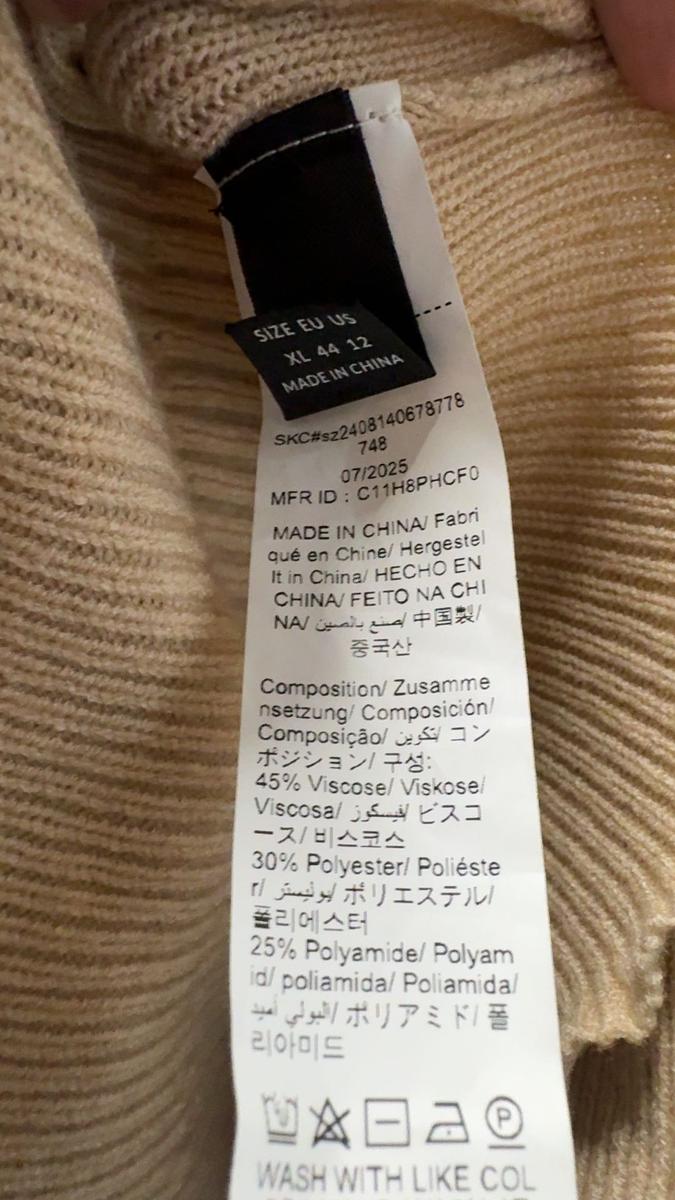 SIZE EU US
XL 44 12
MADE IN CHINA
SKC#sz2408140678778
748
07/2025
MFR ID : C11H8PHCF0
MADE IN CHINA/ Fabri
qué en Chine/ Hergestel
lt in China/ HECHO EN
CHINA/ FEITO NA CHI
NA/ صنع بالصين/ 中国製/
중국산
Composition/ Zusamme
nsetzung/ Composición/
Composição/ تكوين/ コン
ポジション/ 구성:
45% Viscose/ Viskose/
Viscosa/ فيسكوز/ ビスコ
ース/ 비스코스
30% Polyester/ Poliéste
r/ بوليستر/ ポリエステル/
폴리에스터
25% Polyamide/ Polyam
id/ poliamida/ Poliamida/
البولي أميد/ ポリアミド/ 폴
리아미드
P
WASH WITH LIKE COL